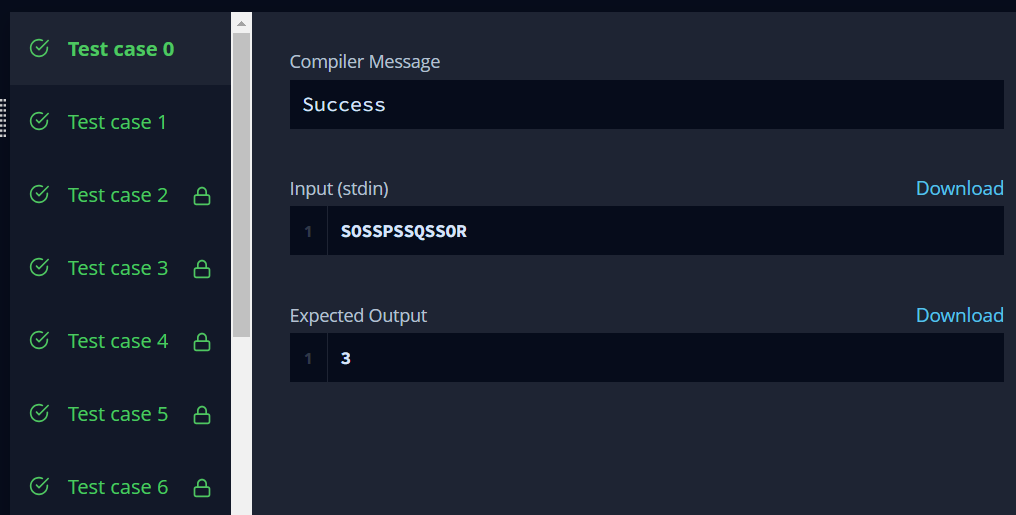 Test case 0
Test case 1
Test case 2
Test case 3
Test case 4
Test case 5
Test case 6
Compiler Message
Success
Input (stdin)
Download
1 SOSSPSSQSSOR
Expected Output
Download
1 3